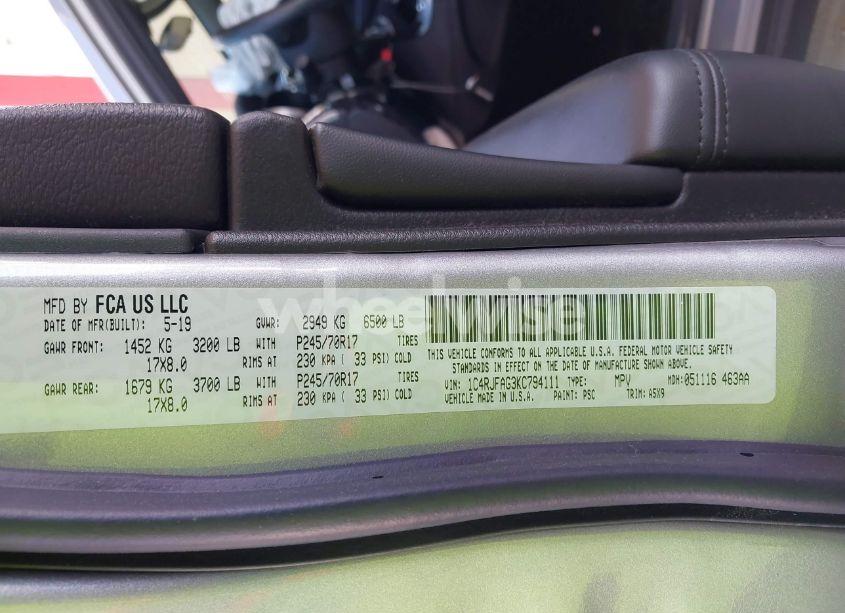 MFD BY FCA US LLC
DATE OF MFR(BUILT): 5-19 GVWR: 2949 KG 6500 LB
GAWR FRONT: 1452 KG 3200 LB WITH P245/70R17 TIRES
17X8.0 RIMS AT 230 KPA ( 33 PSI) COLD
GAWR REAR: 1679 KG 3700 LB WITH P245/70R17 TIRES
17X8.0 RIMS AT 230 KPA ( 33 PSI) COLD
THIS VEHICLE CONFORMS TO ALL APPLICABLE U.S.A. FEDERAL MOTOR VEHICLE SAFETY
STANDARDS IN EFFECT ON THE DATE OF MANUFACTURE SHOWN ABOVE.
VIN: 1C4RJFAG3KC794111 TYPE: MPV MDH: 051116 463AA
VEHICLE MADE IN U.S.A. PAINT: PSC TRIM: A5X9
wheelwise